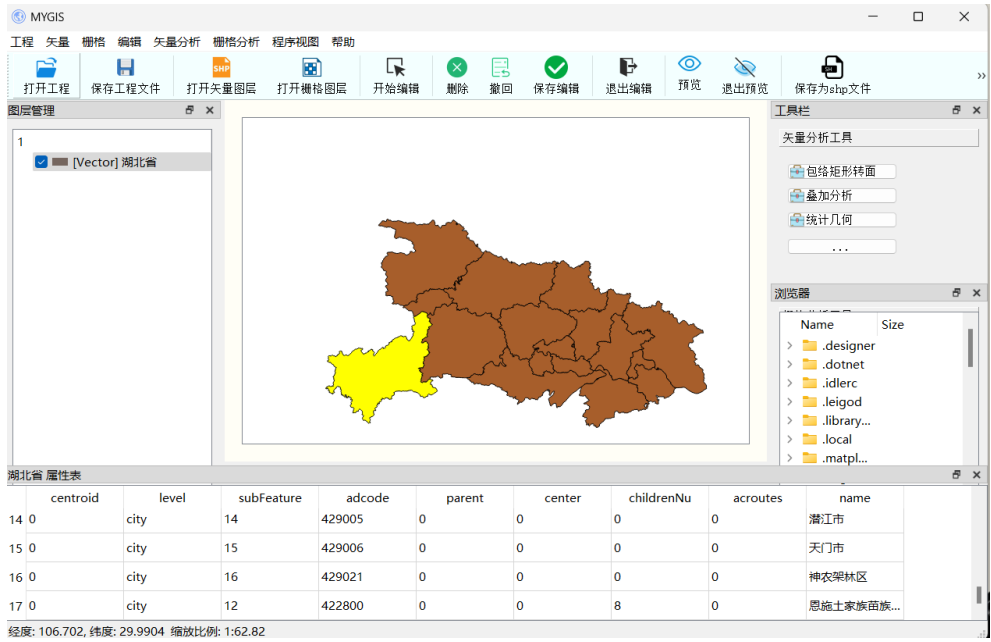 MYGIS
工程 矢量 栅格 编辑 矢量分析 栅格分析 程序视图 帮助
打开工程 保存工程文件 SHP 打开矢量图层 打开栅格图层 开始编辑 删除 撤回 保存编辑 退出编辑 预览 退出预览 保存为shp文件 »
图层管理
1
[Vector] 湖北省
工具栏
矢量分析工具
包络矩形转面
叠加分析
统计几何
...
浏览器
Name Size
.designer
.dotnet
.idlerc
.leigod
.library...
.local
.matpl...
湖北省 属性表
centroid level subFeature adcode parent center childrenNu acroutes name
14 0 city 14 429005 0 0 0 0 潜江市
15 0 city 15 429006 0 0 0 0 天门市
16 0 city 16 429021 0 0 0 0 神农架林区
17 0 city 12 422800 0 0 8 0 恩施土家族苗族...
经度: 106.702, 纬度: 29.9904 缩放比例: 1:62.82